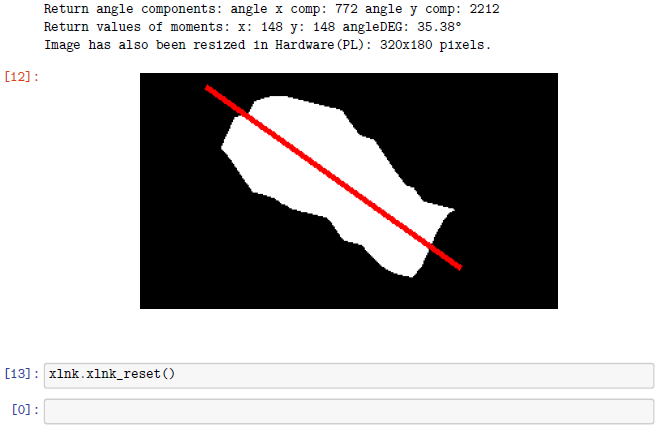 Return angle components: angle x comp: 772 angle y comp: 2212
Return values of moments: x: 148 y: 148 angleDEG: 35.38°
Image has also been resized in Hardware(PL): 320x180 pixels.
[12]:
[13]: xlnk.xlnk_reset()
[0]: